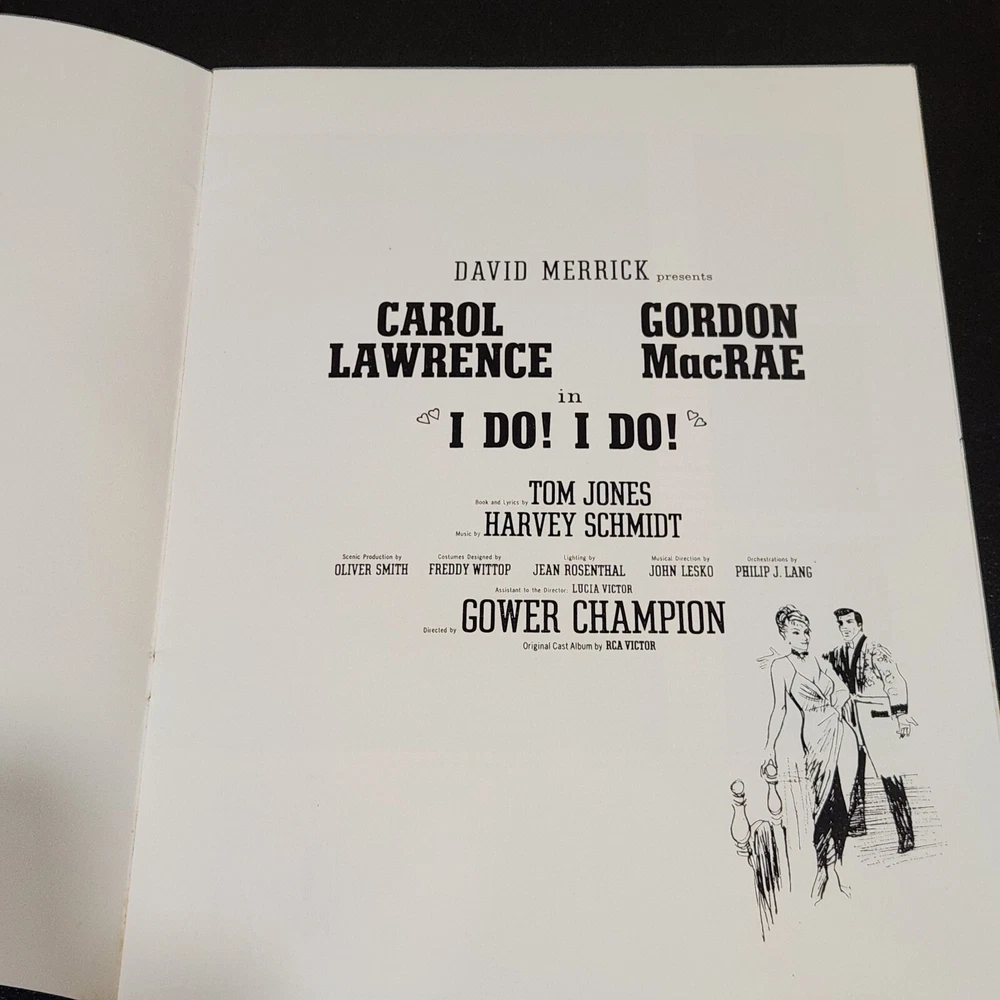 DAVID MERRICK presents
CAROL LAWRENCE
GORDON MacRAE
in
I DO! I DO!
Book and Lyrics by TOM JONES
Music by HARVEY SCHMIDT
Scenic Production by OLIVER SMITH
Costumes Designed by FREDDY WITTOP
Lighting by JEAN ROSENTHAL
Musical Direction by JOHN LESKO
Orchestrations by PHILIP J. LANG
Assistant to the Director: LUCIA VICTOR
Directed by GOWER CHAMPION
Original Cast Album by RCA VICTOR